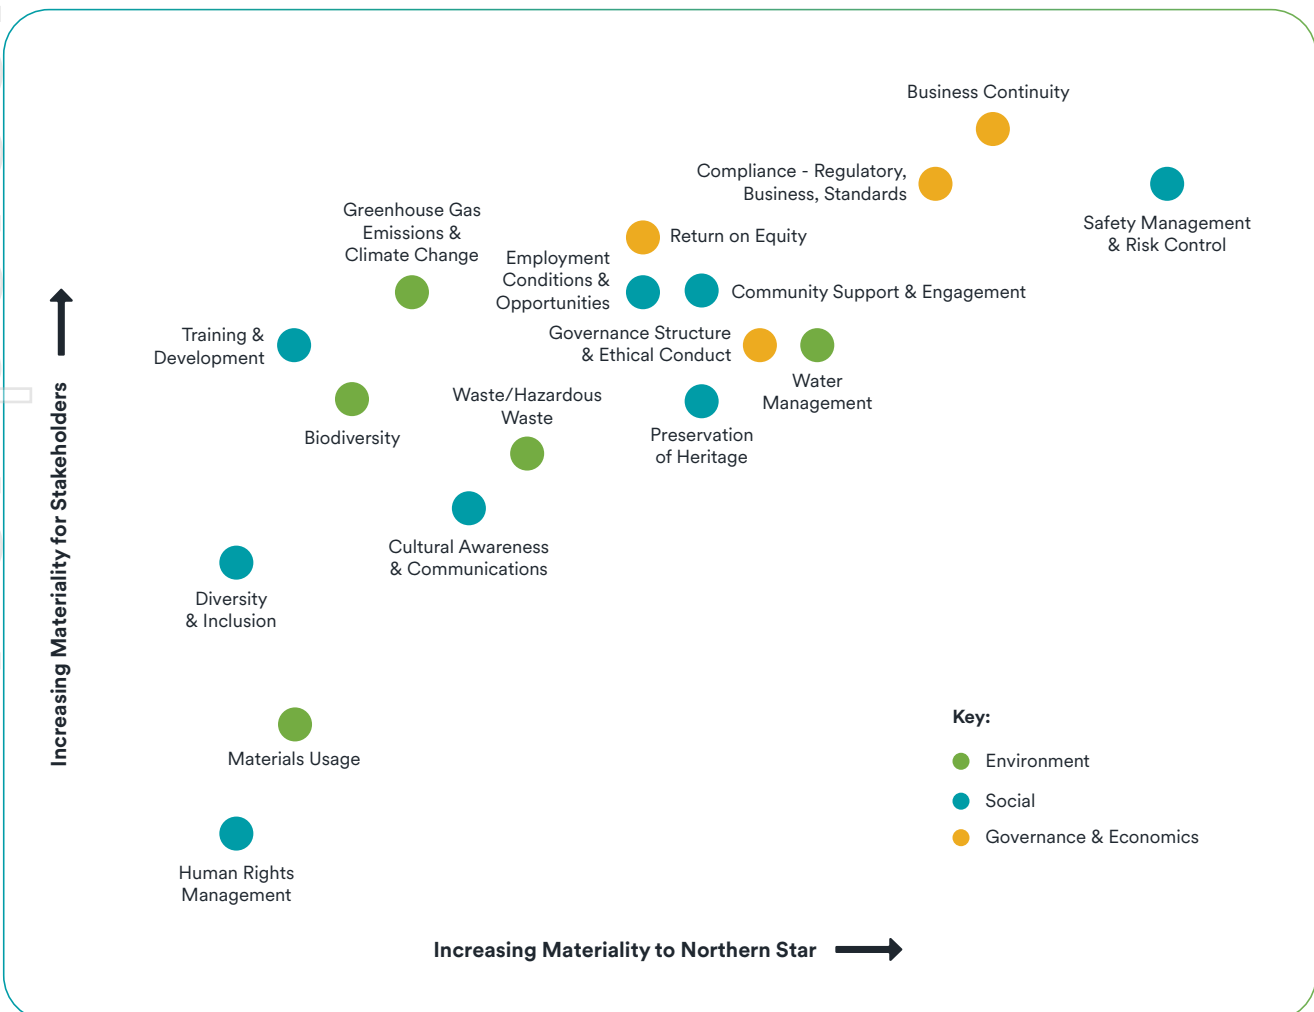 Business Continuity
Compliance - Regulatory,
Business, Standards
Safety Management
& Risk Control
Greenhouse Gas
Emissions &
Climate Change
Return on Equity
Employment
Conditions &
Opportunities
Community Support & Engagement
Training &
Development
Governance Structure
& Ethical Conduct
Water
Management
Biodiversity
Waste/Hazardous
Waste
Preservation
of Heritage
Cultural Awareness
& Communications
Diversity
& Inclusion
Materials Usage
Human Rights
Management
Increasing Materiality for Stakeholders
Key:
Environment
Social
Governance & Economics
Increasing Materiality to Northern Star